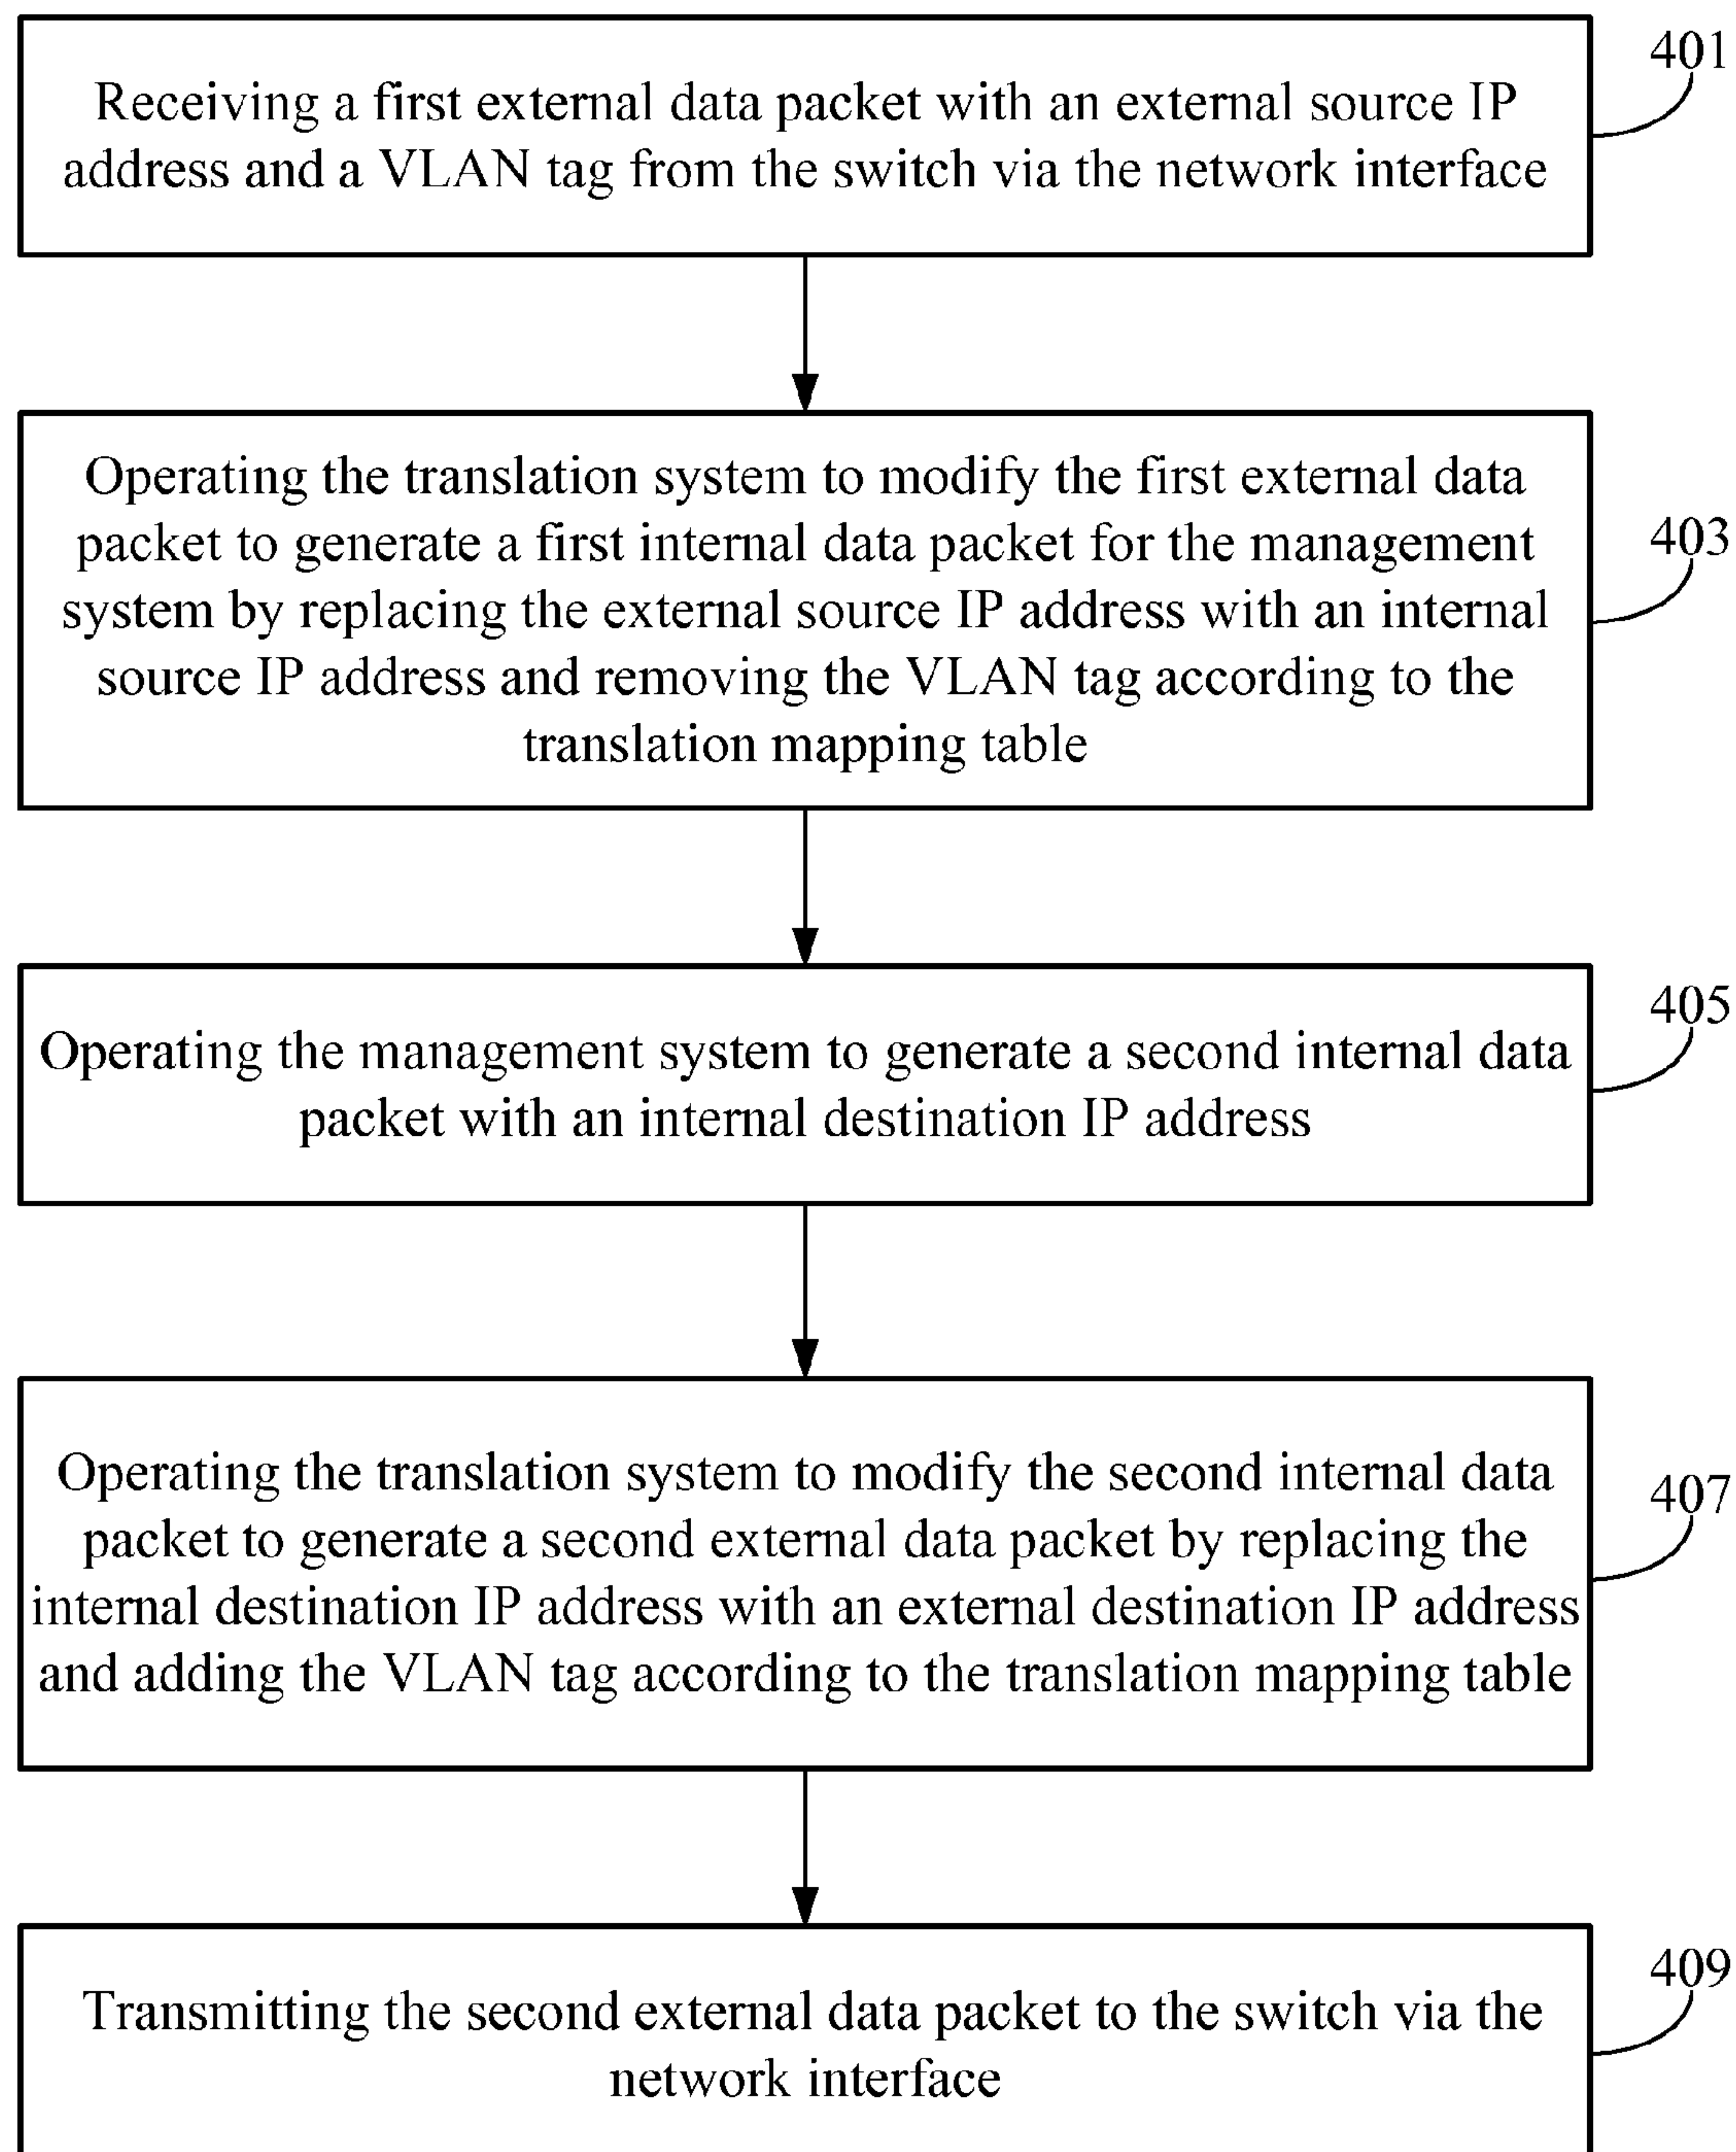 401
Receiving a first external data packet with an external source IP
address and a VLAN tag from the switch via the network interface
Operating the translation system to modify the first external data
packet to generate a first internal data packet for the management
system by replacing the external source IP address with an internal
source IP address and removing the VLAN tag according to the
translation mapping table
403
Operating the management system to generate a second internal data
packet with an internal destination IP address
405
Operating the translation system to modify the second internal data
packet to generate a second external data packet by replacing the
internal destination IP address with an external destination IP address
and adding the VLAN tag according to the translation mapping table
407
Transmitting the second external data packet to the switch via the
network interface
409